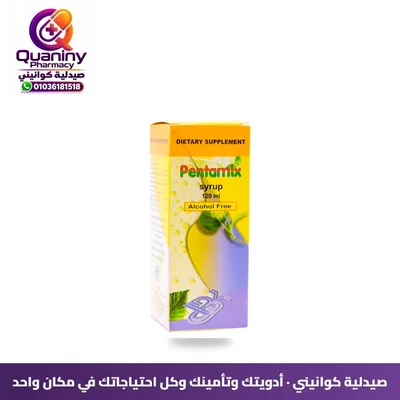 Quaniny
Pharmacy
صيدلية كوانيني
01036181518
DIETARY SUPPLEMENT
Pentamix
syrup
120 ml
Alcohol Free
صيدلية كوانيني · أدويتك وتأمينك وكل احتياجاتك في مكان واحد